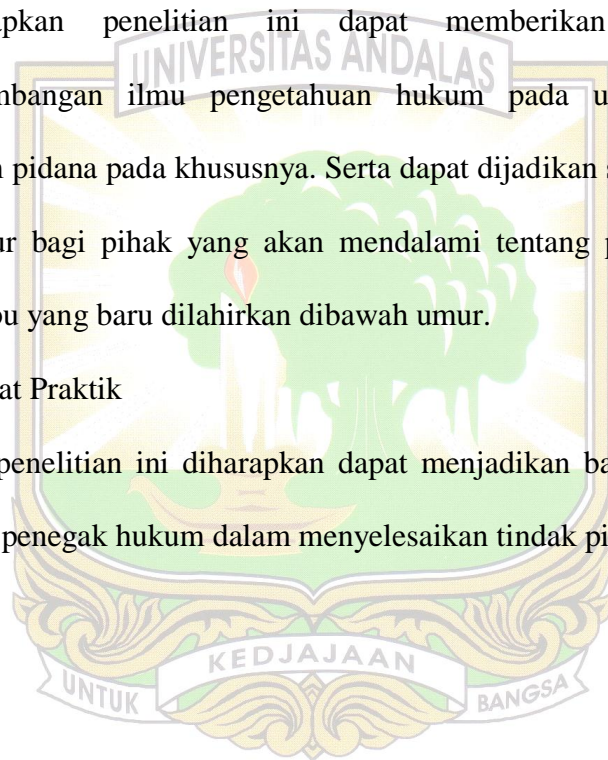 apkan penelitian ini dapat memberikan
UNIVERSITAS ANDALAS
mbangan ilmu pengetahuan hukum pada u
n pidana pada khususnya. Serta dapat dijadikan s
ur bagi pihak yang akan mendalami tentang p
ou yang baru dilahirkan dibawah umur.
at Praktik
penelitian ini diharapkan dapat menjadikan ba
penegak hukum dalam menyelesaikan tindak pi
KEDJAJAAN
UNTUK BANGSA